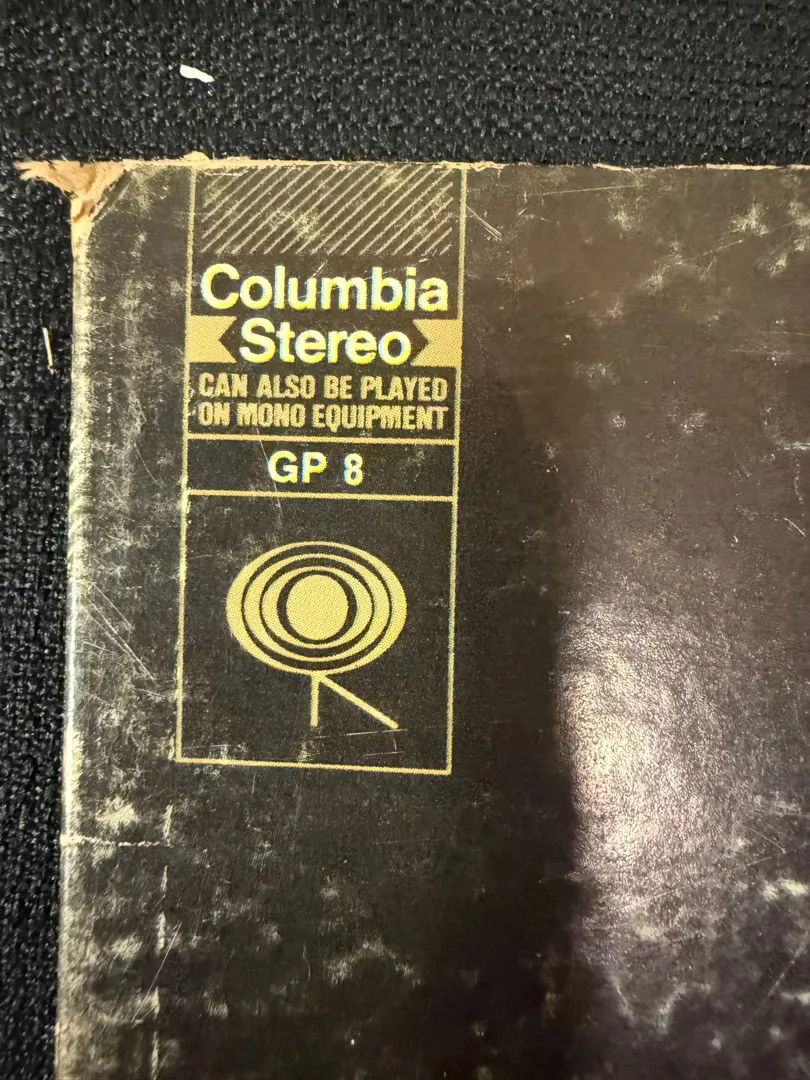 Columbia
Stereo
CAN ALSO BE PLAYED
ON MONO EQUIPMENT
GP 8